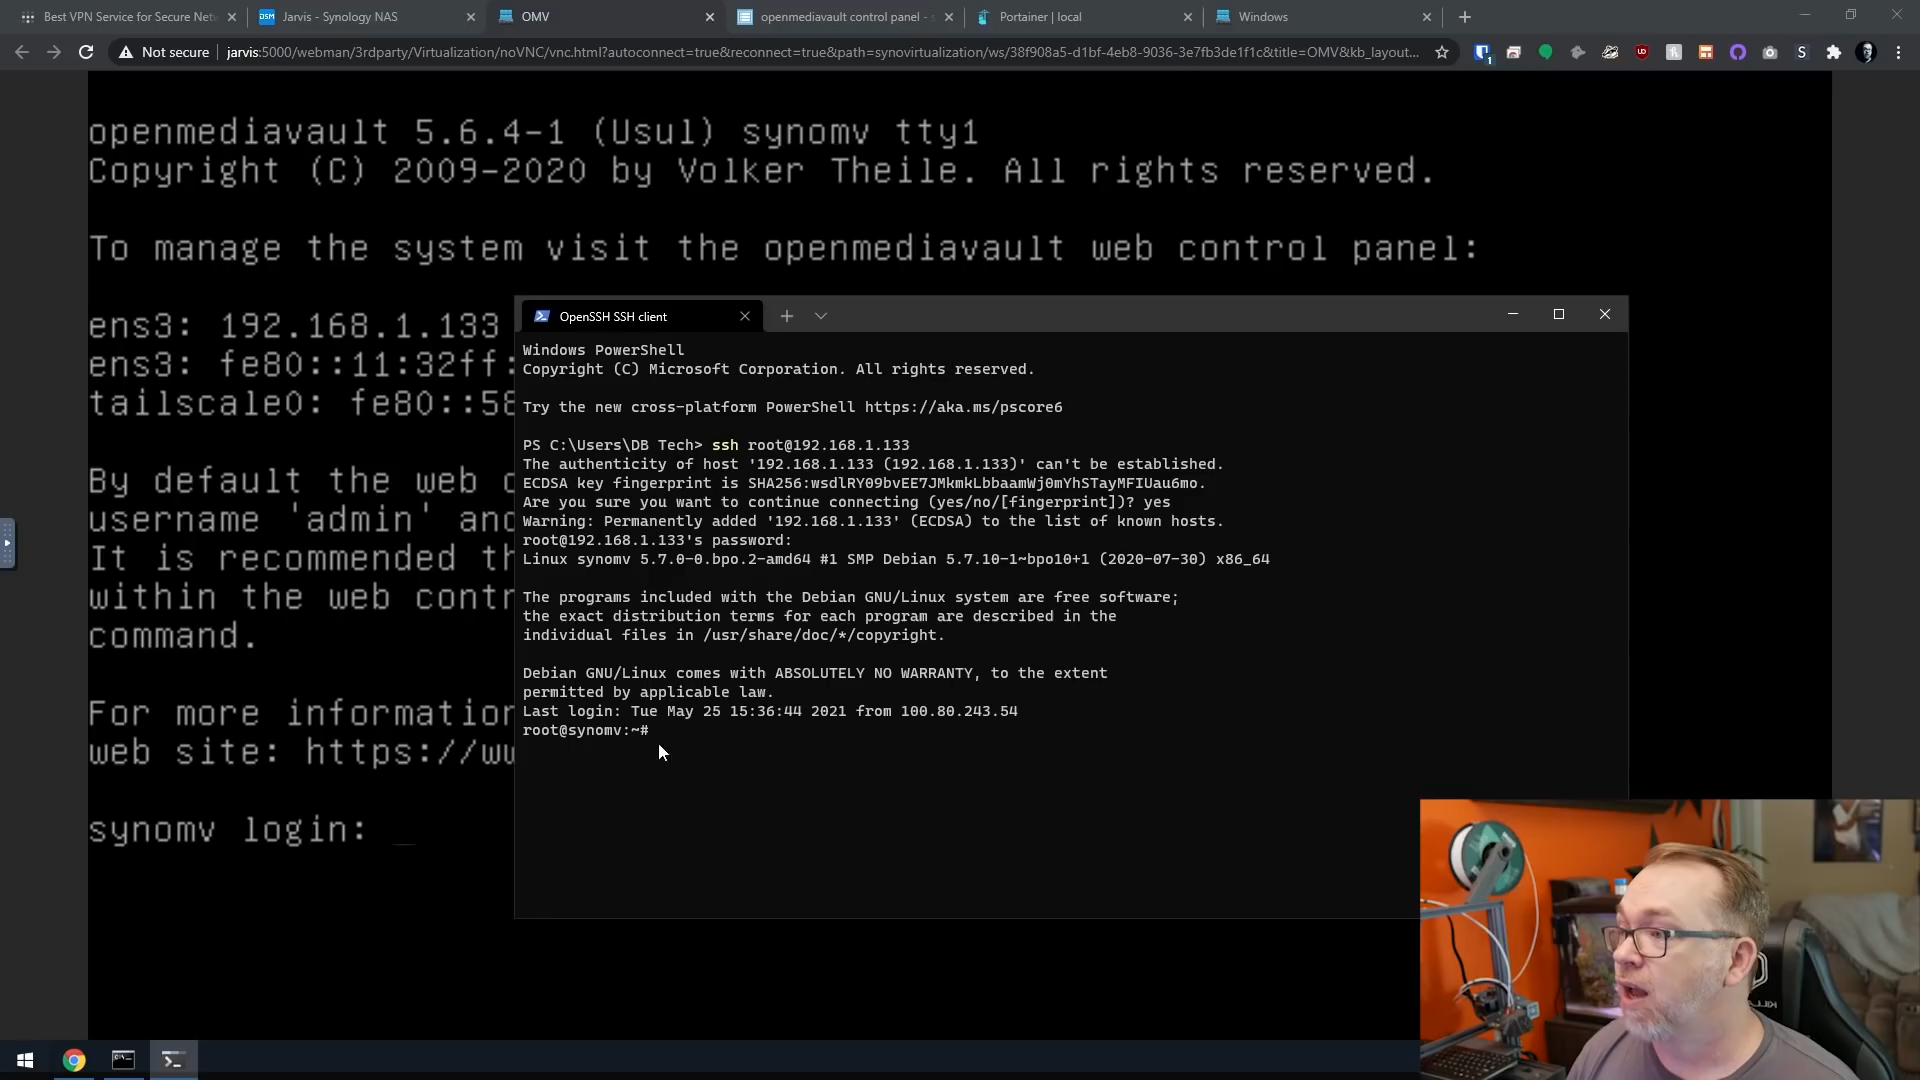 Best VPN Service for Secure Net
Jarvis - Synology NAS
OMV
openmediavault control panel - s
Portainer | local
Windows
Not secure
jarvis:5000/webman/3rdparty/Virtualization/noVNC/vnc.html?autoconnect=true&reconnect=true&path=synovirtualization/ws/38f908a5-d1bf-4eb8-9036-3e7fb3de1f1c&title=OMV&kb_layout...
openmediavault 5.6.4-1 (Usul) synomv tty1
Copyright (C) 2009-2020 by Volker Theile. All rights reserved.
To manage the system visit the openmediavault web control panel:
ens3: 192.168.1.133
ens3: fe80::11:32ff:
tailscale0: fe80::58
By default the web c
username 'admin' and
It is recommended th
within the web contr
command.
For more information
web site: https://ww
synomv login: _
OpenSSH SSH client
Windows PowerShell
Copyright (C) Microsoft Corporation. All rights reserved.
Try the new cross-platform PowerShell https://aka.ms/pscore6
PS C:\Users\DB Tech> ssh root@192.168.1.133
The authenticity of host '192.168.1.133 (192.168.1.133)' can't be established.
ECDSA key fingerprint is SHA256:wsdlRY09bvEE7JMkmkLbbaamWj0mYhSTayMFIUau6mo.
Are you sure you want to continue connecting (yes/no/[fingerprint])? yes
Warning: Permanently added '192.168.1.133' (ECDSA) to the list of known hosts.
root@192.168.1.133's password:
Linux synomv 5.7.0-0.bpo.2-amd64 #1 SMP Debian 5.7.10-1~bpo10+1 (2020-07-30) x86_64
The programs included with the Debian GNU/Linux system are free software;
the exact distribution terms for each program are described in the
individual files in /usr/share/doc/*/copyright.
Debian GNU/Linux comes with ABSOLUTELY NO WARRANTY, to the extent
permitted by applicable law.
Last login: Tue May 25 15:36:44 2021 from 100.80.243.54
root@synomv:~#